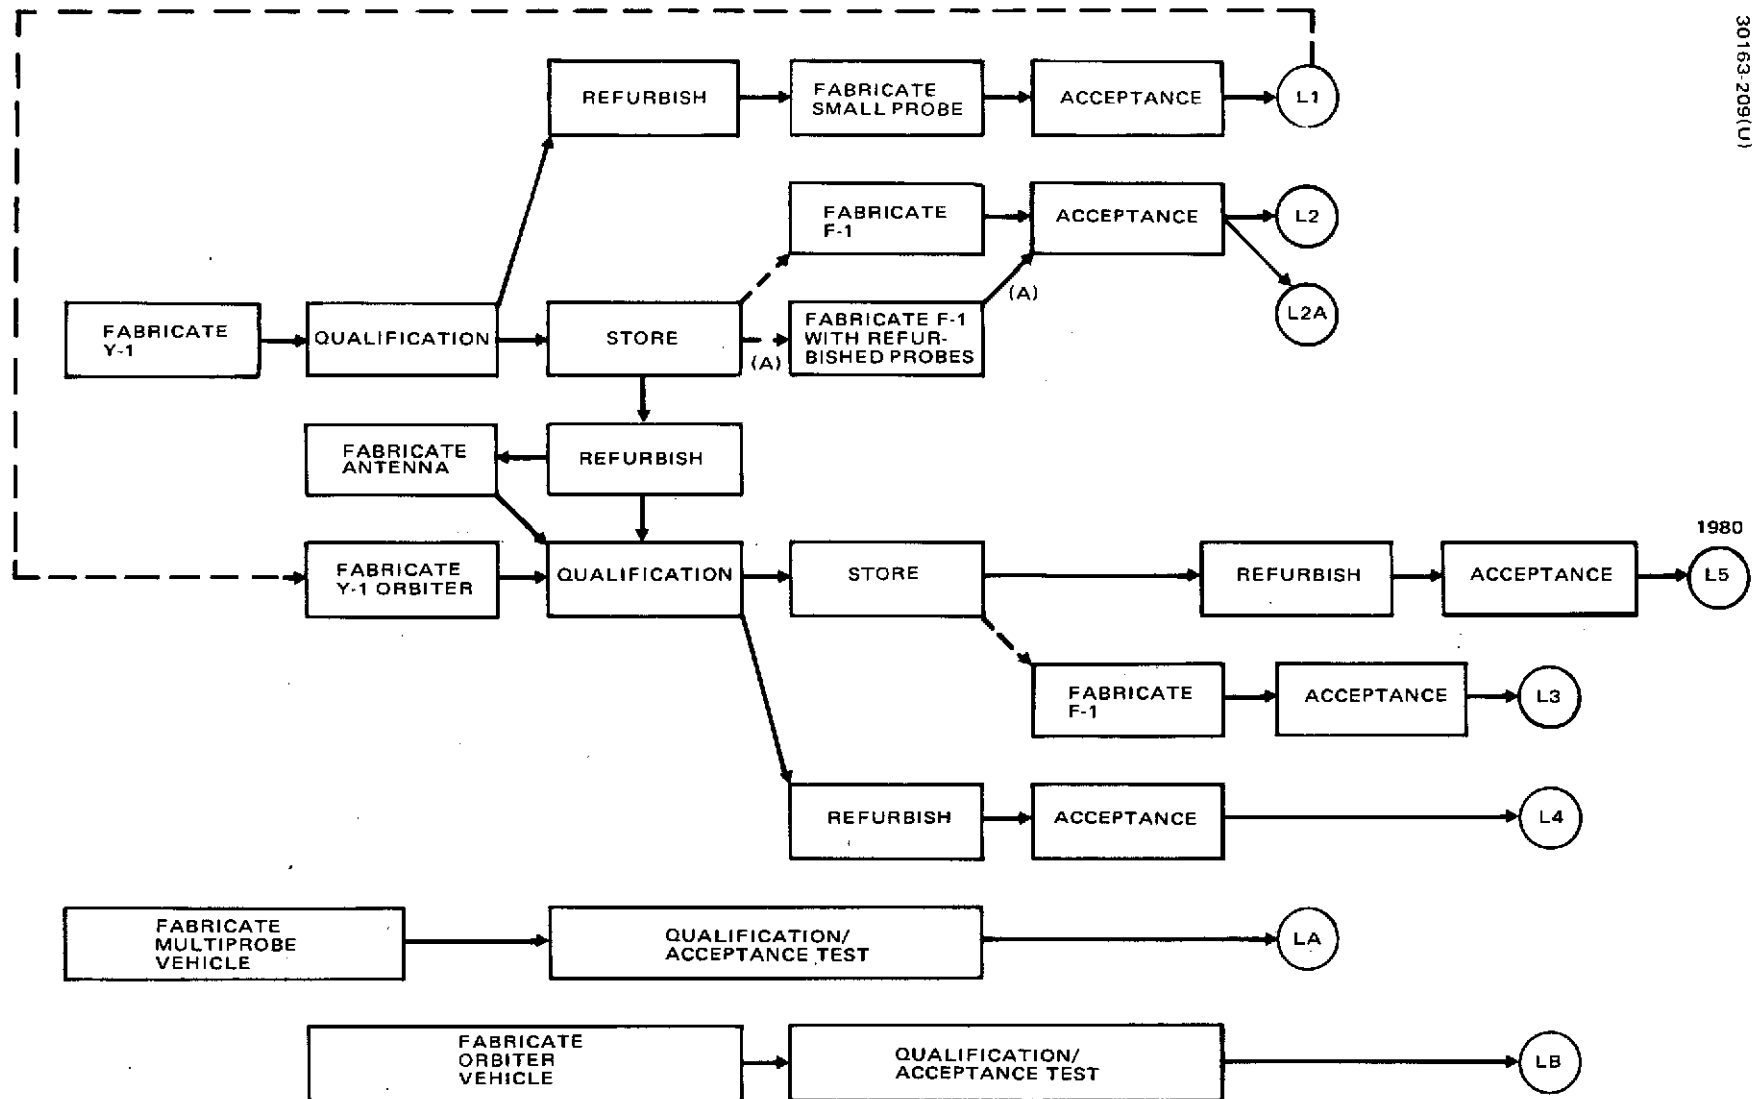 30163-209(U)
REFURBISH
FABRICATE
SMALL PROBE
ACCEPTANCE
L1
FABRICATE
F-1
ACCEPTANCE
L2
L2A
FABRICATE
Y-1
QUALIFICATION
STORE
(A)
FABRICATE F-1
WITH REFUR-
BISHED PROBES
(A)
FABRICATE
ANTENNA
REFURBISH
FABRICATE
Y-1 ORBITER
QUALIFICATION
STORE
REFURBISH
ACCEPTANCE
1980
L5
FABRICATE
F-1
ACCEPTANCE
L3
REFURBISH
ACCEPTANCE
L4
FABRICATE
MULTIPROBE
VEHICLE
QUALIFICATION/
ACCEPTANCE TEST
LA
FABRICATE
ORBITER
VEHICLE
QUALIFICATION/
ACCEPTANCE TEST
LB